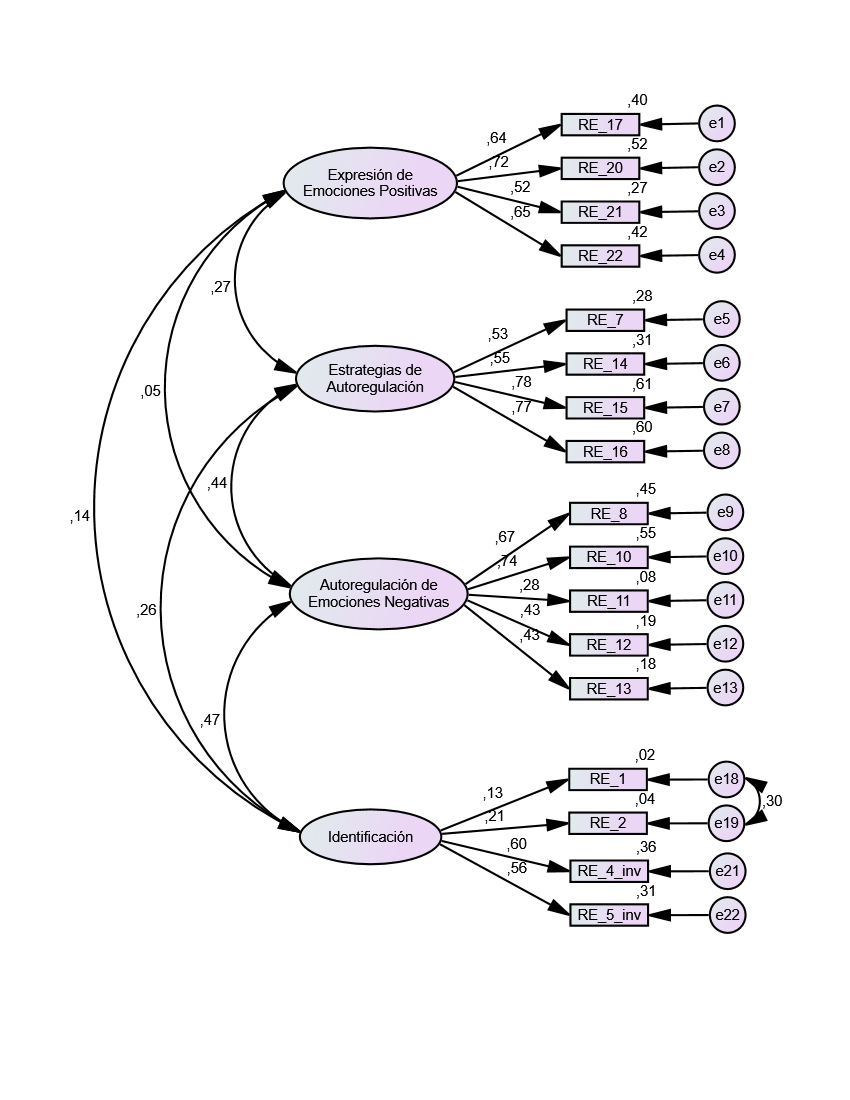 ,40
RE_17
e1
,64
,52
RE_20
e2
,72
Expresión de
Emociones Positivas
,27
RE_21
e3
,52
,65
,42
RE_22
e4
,27
,28
RE_7
e5
,53
,31
RE_14
e6
,55
Estrategias de
Autoregulación
,61
RE_15
e7
,78
,77
,60
RE_16
e8
,05
,44
,14
,45
RE_8
e9
,67
,55
RE_10
e10
,74
Autoregulación de
Emociones Negativas
,08
RE_11
e11
,28
,19
RE_12
e12
,43
,43
,18
RE_13
e13
,26
,47
,02
RE_1
e18
,13
,30
,04
RE_2
e19
,21
Identificación
,36
RE_4_inv
e21
,60
,56
,31
RE_5_inv
e22